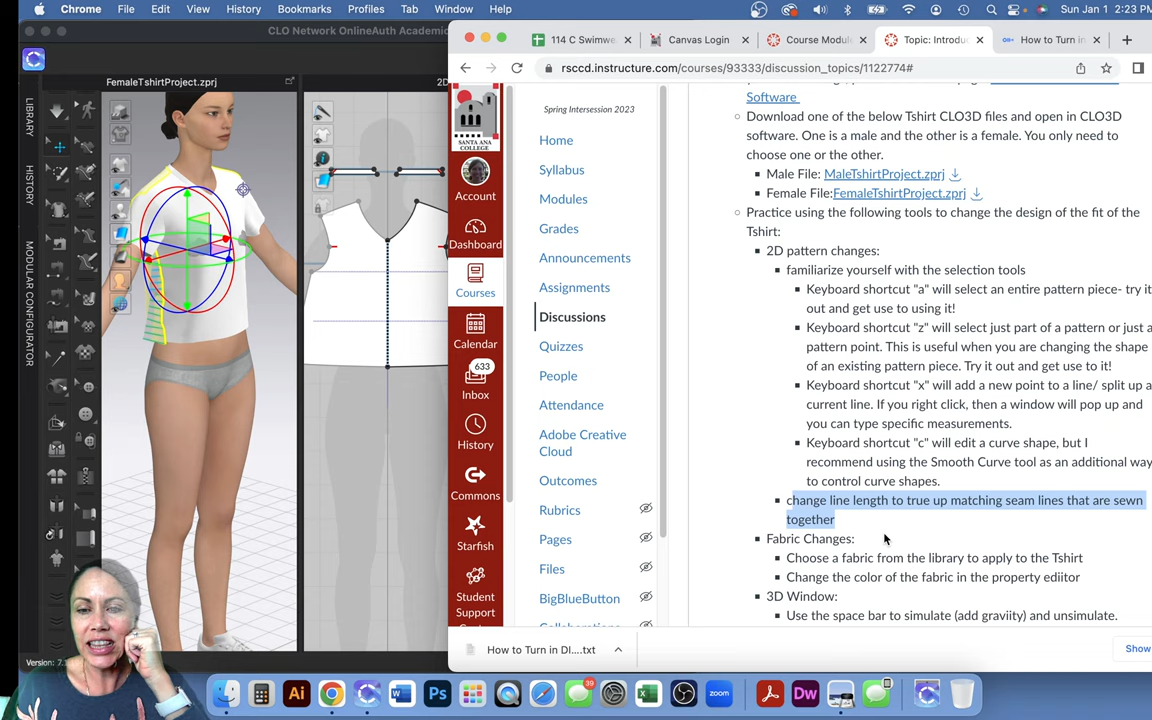 Chrome File Edit View History Bookmarks Profiles Tab Window Help
Sun Jan 1 2:23 PM
CLO Network OnlineAuth Academic
FemaleTshirtProject.zprj
2D
LIBRARY
HISTORY
MODULAR CONFIGURATOR
Version: 7.
114 C Swimwe
Canvas Login
Course Module
Topic: Introduc
How to Turn in
rsccd.instructure.com/courses/93333/discussion_topics/1122774#
SANTA ANA
COLLEGE
Account
Dashboard
Courses
Calendar
633
Inbox
History
Commons
Starfish
Student
Support
Spring Intersession 2023
Home
Syllabus
Modules
Grades
Announcements
Assignments
Discussions
Quizzes
People
Attendance
Adobe Creative
Cloud
Outcomes
Rubrics
Pages
Files
BigBlueButton
Software
Download one of the below Tshirt CLO3D files and open in CLO3D
software. One is a male and the other is a female. You only need to
choose one or the other.
Male File: MaleTshirtProject.zprj
Female File:FemaleTshirtProject.zprj
Practice using the following tools to change the design of the fit of the
Tshirt:
2D pattern changes:
familiarize yourself with the selection tools
Keyboard shortcut "a" will select an entire pattern piece- try it
out and get use to using it!
Keyboard shortcut "z" will select just part of a pattern or just a
pattern point. This is useful when you are changing the shape
of an existing pattern piece. Try it out and get use to it!
Keyboard shortcut "x" will add a new point to a line/ split up a
current line. If you right click, then a window will pop up and
you can type specific measurements.
Keyboard shortcut "c" will edit a curve shape, but I
recommend using the Smooth Curve tool as an additional way
to control curve shapes.
change line length to true up matching seam lines that are sewn
together
Fabric Changes:
Choose a fabric from the library to apply to the Tshirt
Change the color of the fabric in the property ediitor
3D Window:
Use the space bar to simulate (add graviity) and unsimulate.
How to Turn in DI....txt
Show
Ai
W
Ps
39
X
zoom
Dw